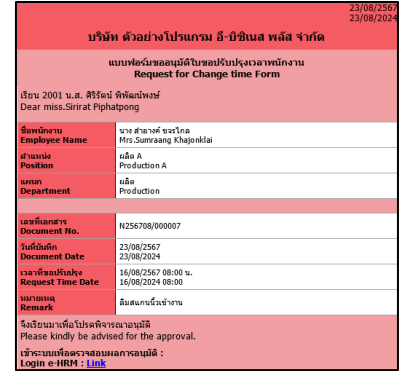 23/08/2567
23/08/2024
บริษัท ตัวอย่างโปรแกรม อี-บิซิเนส พลัส จำกัด
แบบฟอร์มขออนุมัติใบขอปรับปรุงเวลาพนักงาน
Request for Change time Form
เรียน 2001 น.ส. ศิริรัตน์ พิพัฒน์พงษ์
Dear miss.Sirirat Piphatpong
ชื่อพนักงาน นาง สำอางค์ ขจรไกล
Employee Name Mrs.Sumraang Khajonklai
ตำแหน่ง ผลิต A
Position Production A
แผนก ผลิต
Department Production
เลขที่เอกสาร
Document No. N256708/000007
วันที่บันทึก 23/08/2567
Document Date 23/08/2024
เวลาที่ขอปรับปรุง 16/08/2567 08:00 น.
Request Time Date 16/08/2024 08:00
หมายเหตุ
Remark ลืมสแกนนิ้วเข้างาน
จึงเรียนมาเพื่อโปรดพิจารณาอนุมัติ
Please kindly be advised for the approval.
เข้าระบบเพื่อตรวจสอบผลการอนุมัติ :
Login e-HRM : Link